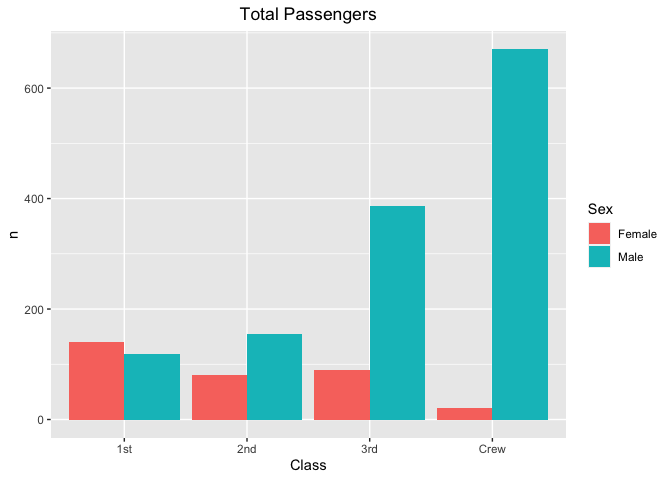 Total Passengers
600
400
200
0
n
1st 2nd 3rd Crew
Class
Sex
Female
Male